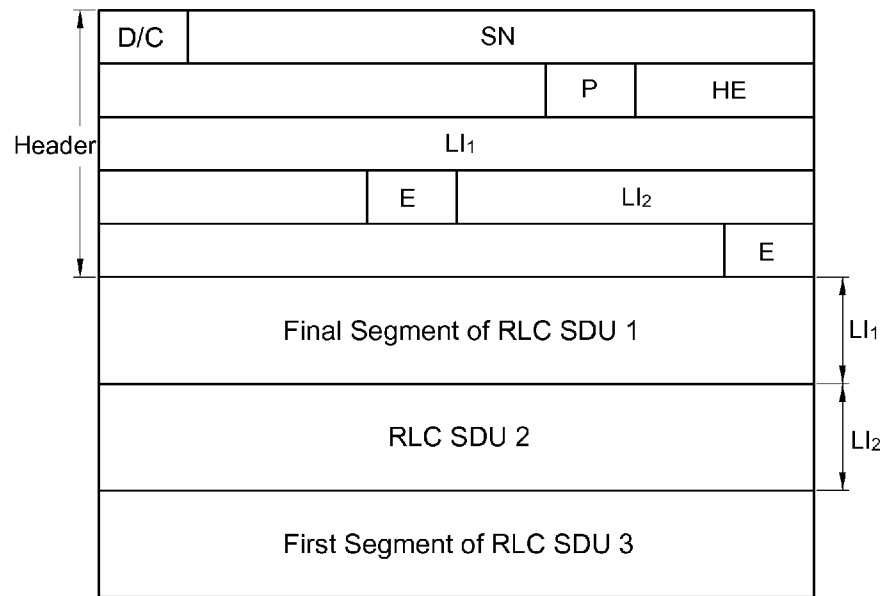 D/C SN
P HE
Header
LI₁
E LI₂
E
Final Segment of RLC SDU 1
LI₁
RLC SDU 2
LI₂
First Segment of RLC SDU 3